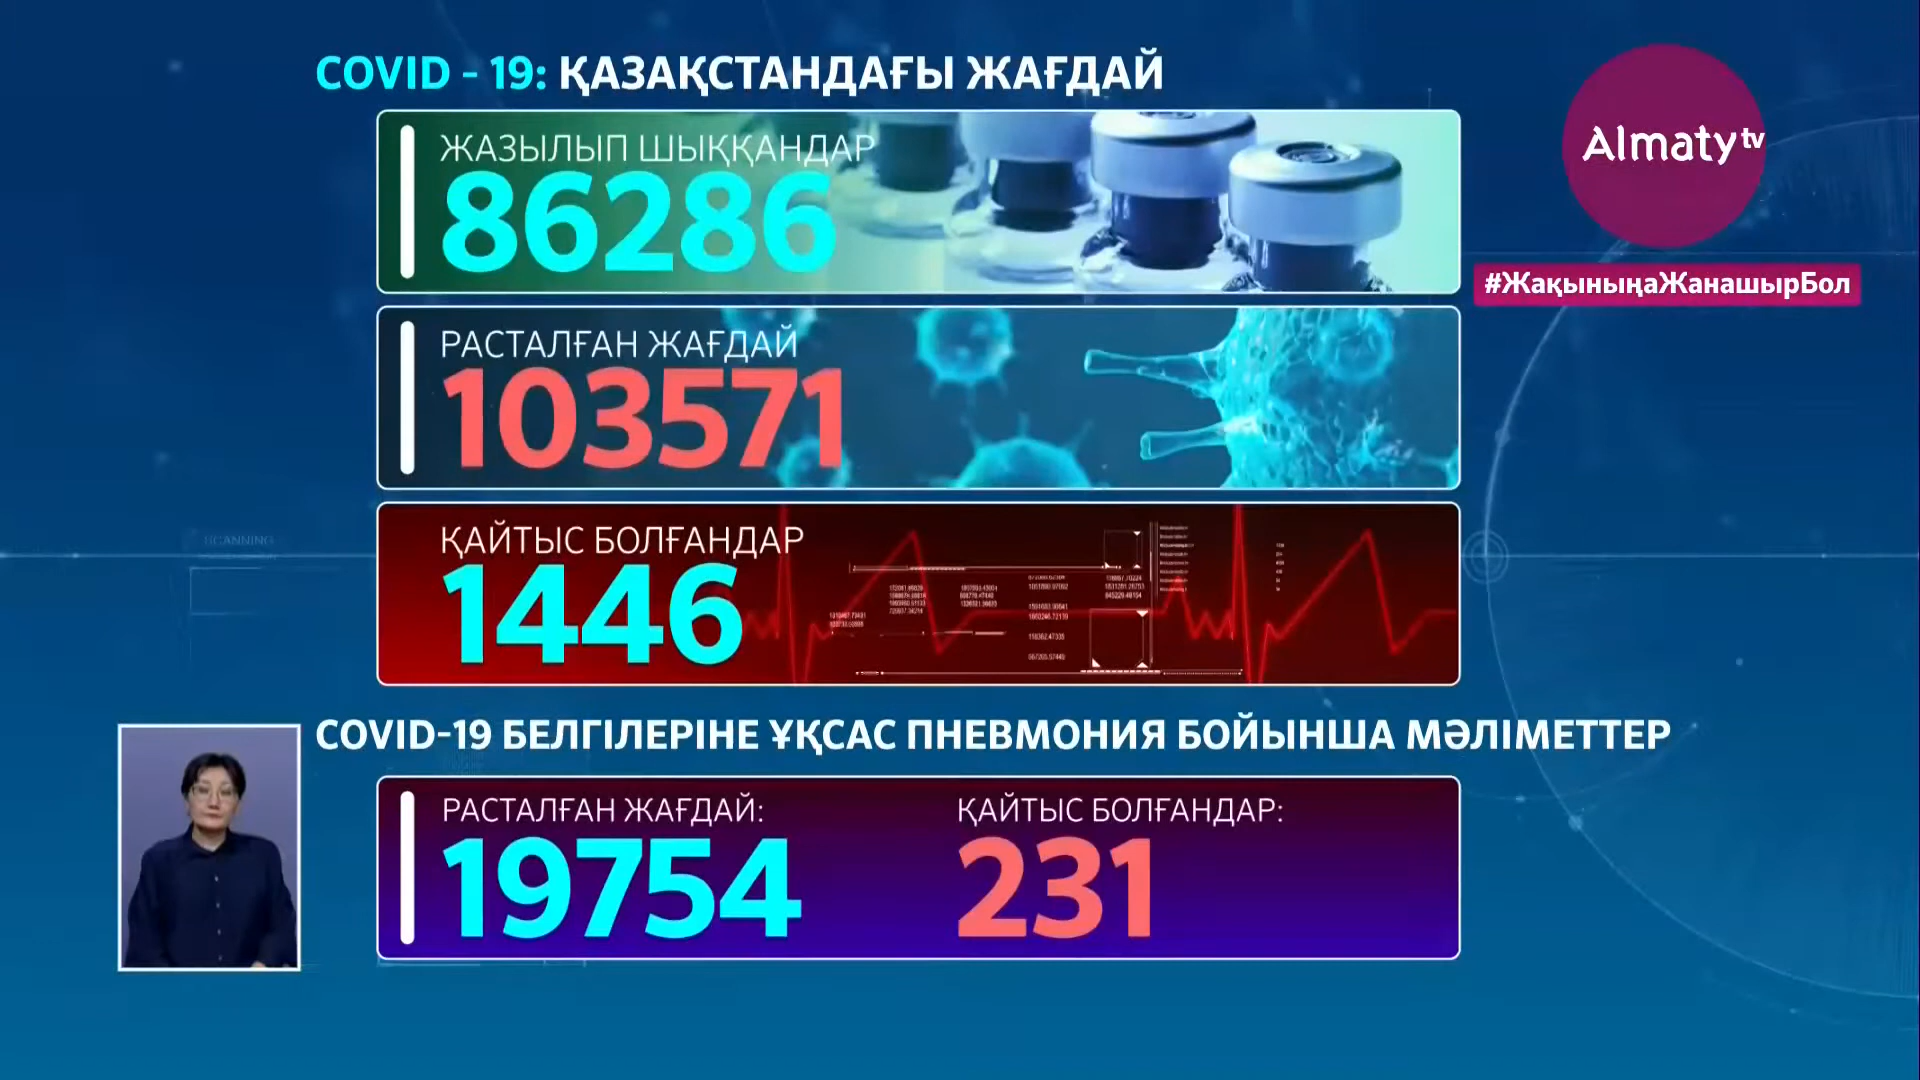 COVID - 19: ҚАЗАҚСТАНДАҒЫ ЖАҒДАЙ
Almaty tv
#ЖақыныңаЖанашырБол
ЖАЗЫЛЫП ШЫҚҚАНДАР
86286
РАСТАЛҒАН ЖАҒДАЙ
103571
ҚАЙТЫС БОЛҒАНДАР
1446
SCANNING
COVID-19 БЕЛГІЛЕРІНЕ ҰҚСАС ПНЕВМОНИЯ БОЙЫНША МӘЛІМЕТТЕР
РАСТАЛҒАН ЖАҒДАЙ:
19754
ҚАЙТЫС БОЛҒАНДАР:
231